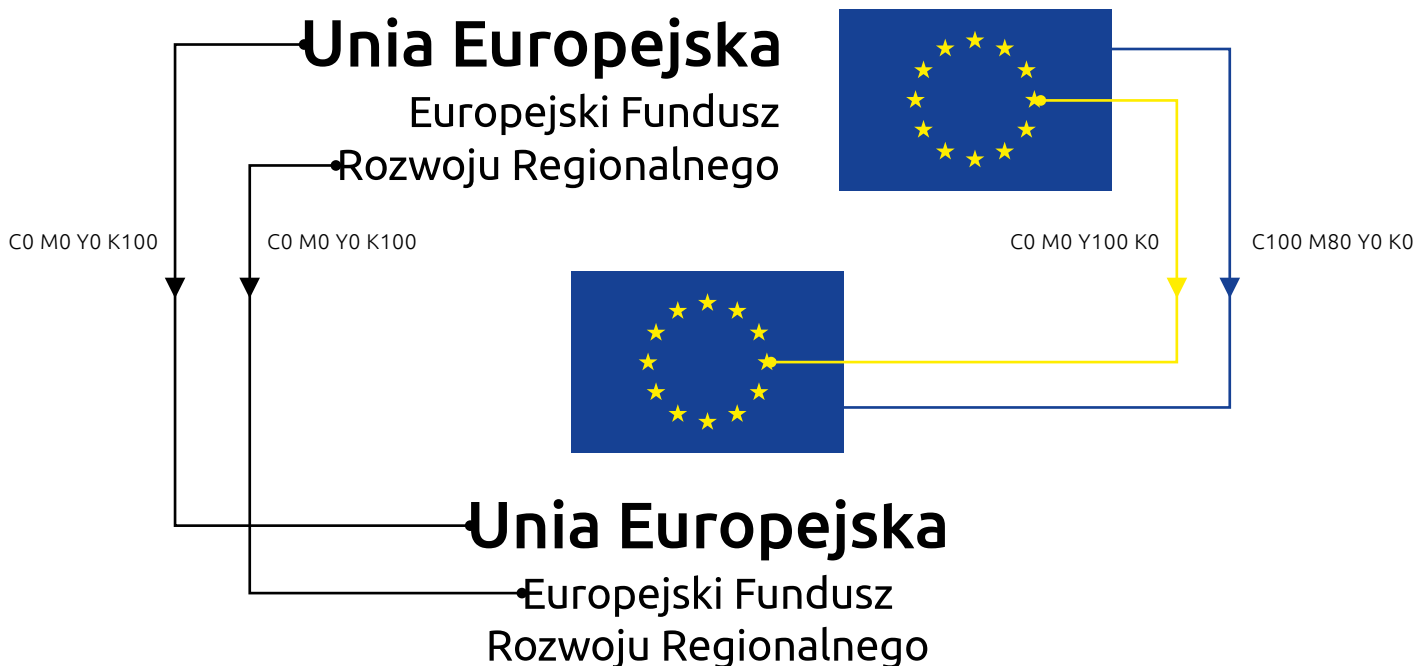 Unia Europejska
Europejski Fundusz
Rozwoju Regionalnego
C0 M0 Y0 K100
C0 M0 Y0 K100
C0 M0 Y100 K0
C100 M80 Y0 K0
Unia Europejska
Europejski Fundusz
Rozwoju Regionalnego